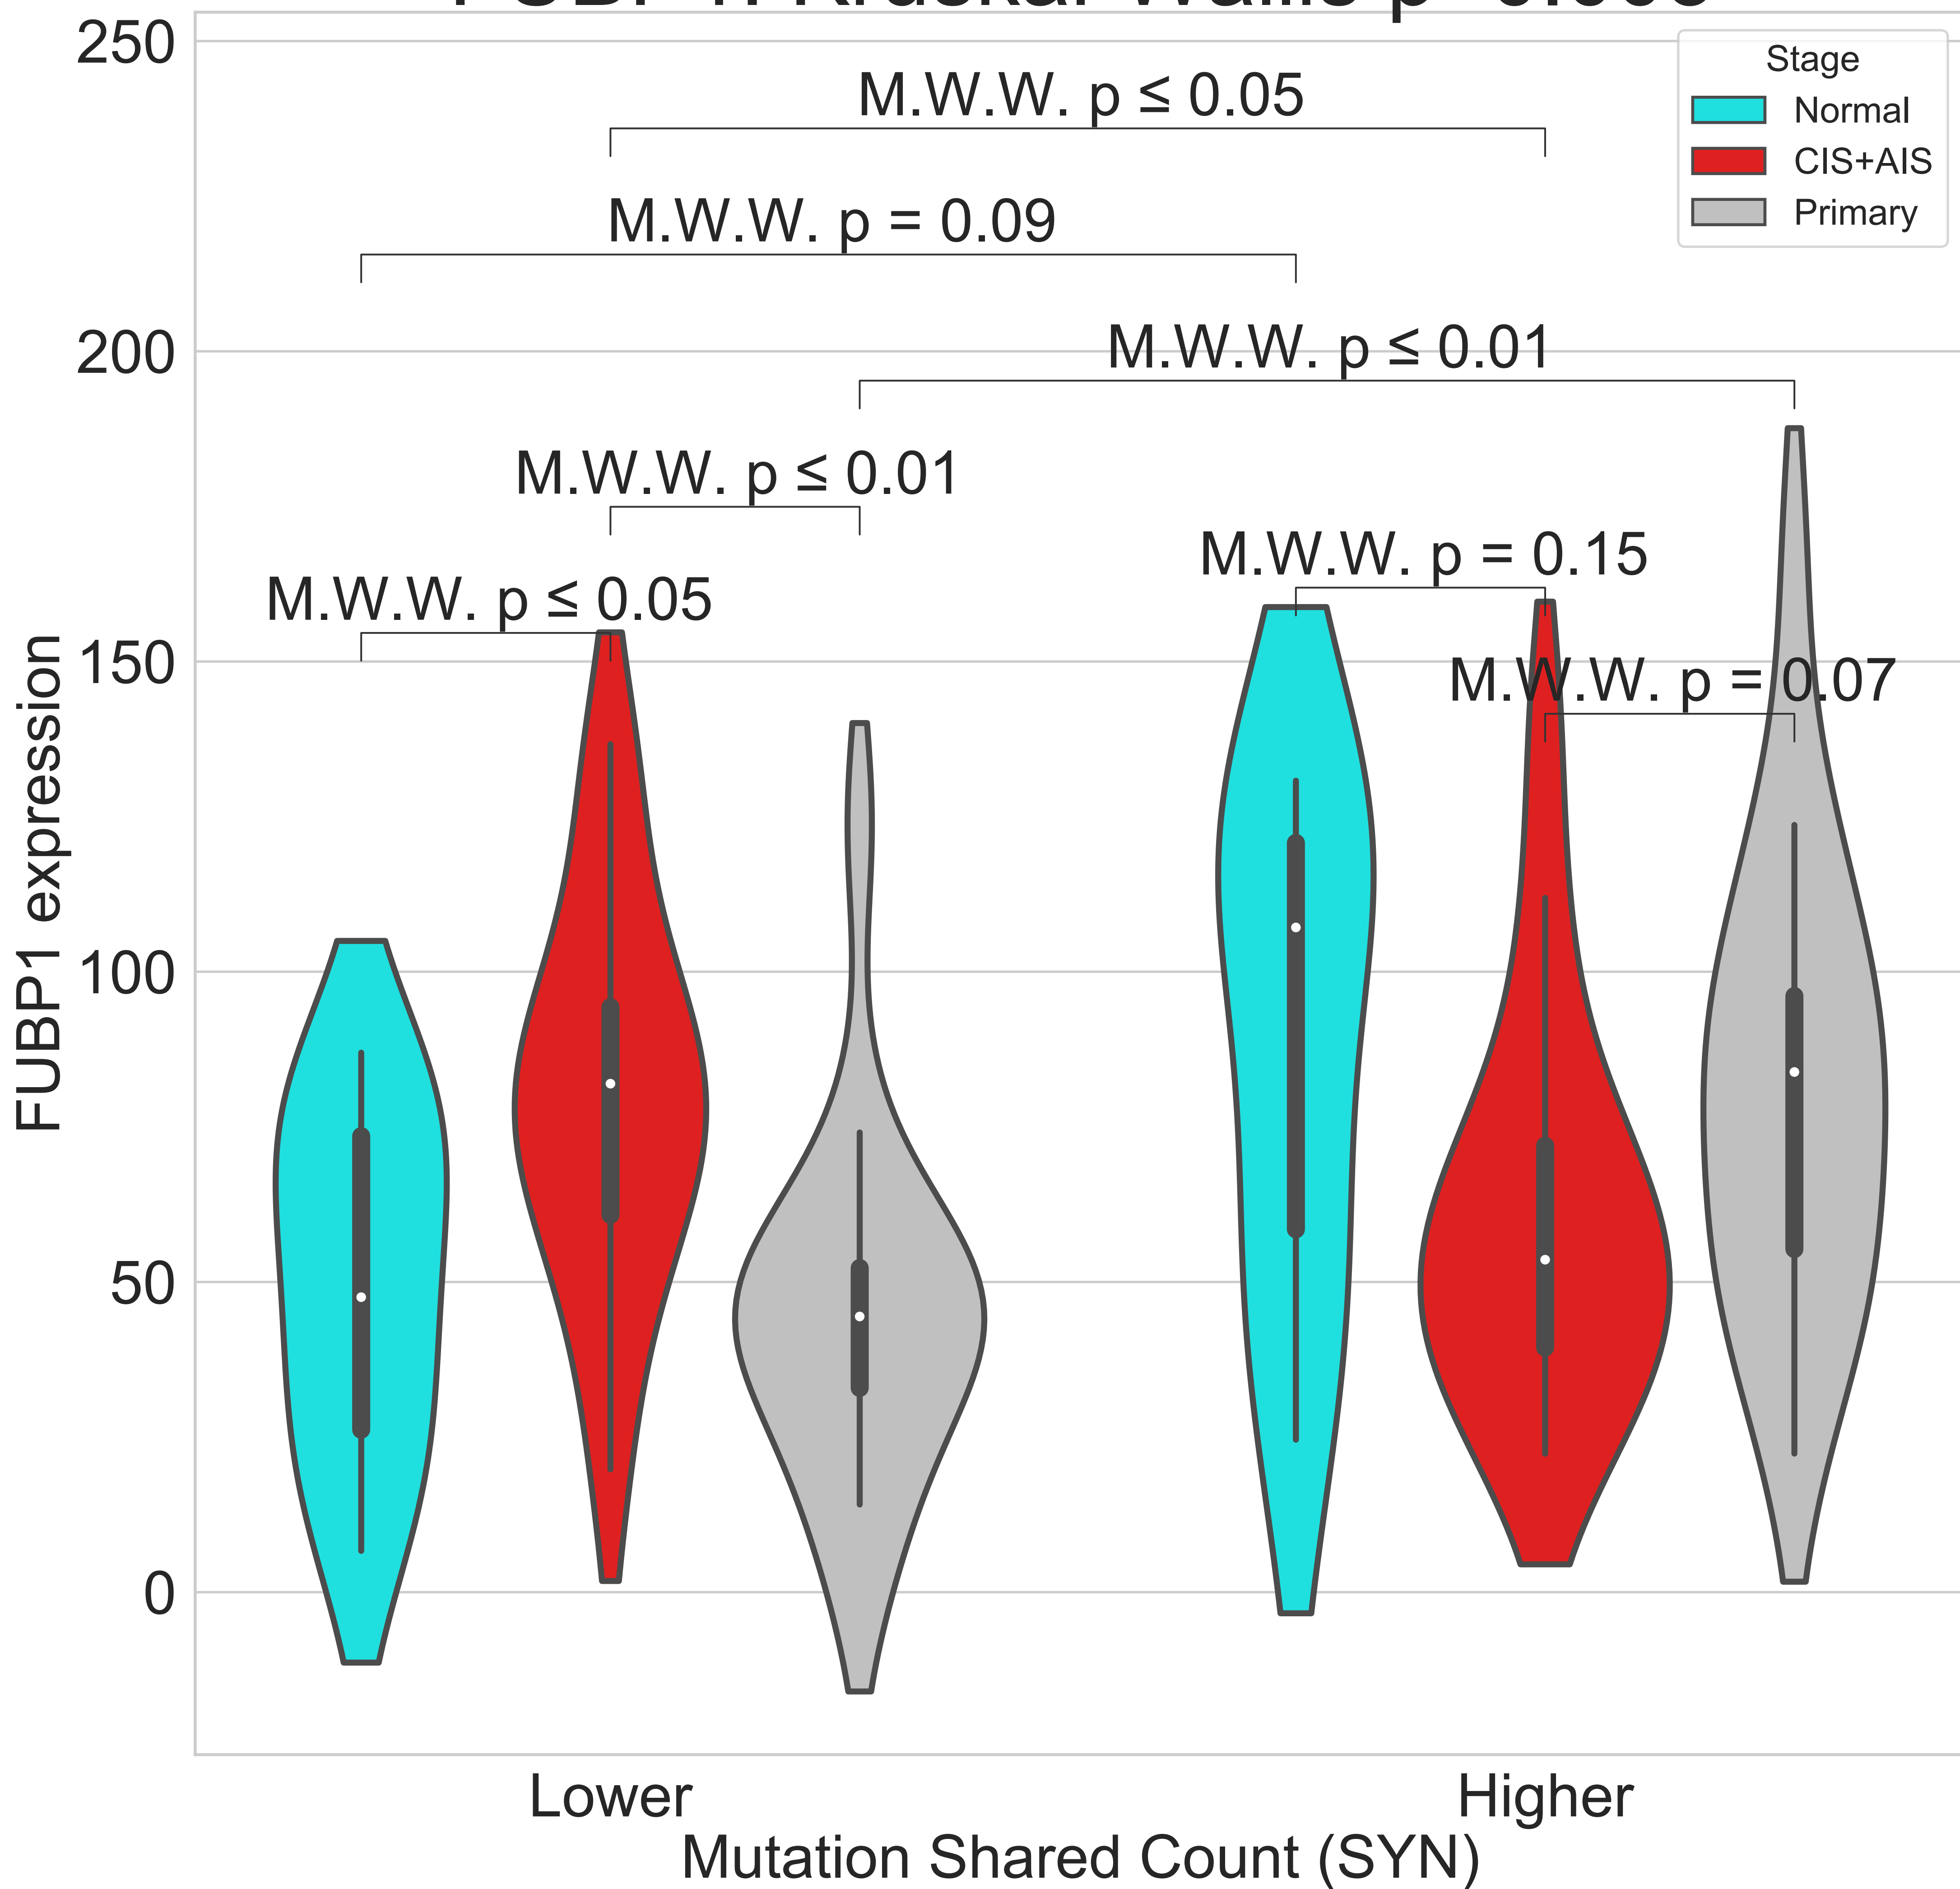 250
200
150
100
50
0
FUBP1 expression
M.W.W. p ≤ 0.05
M.W.W. p = 0.09
M.W.W. p ≤ 0.01
M.W.W. p ≤ 0.01
M.W.W. p = 0.15
M.W.W. p ≤ 0.05
M.W.W. p = 0.07
Stage
Normal
CIS+AIS
Primary
Lower
Higher
Mutation Shared Count (SYN)